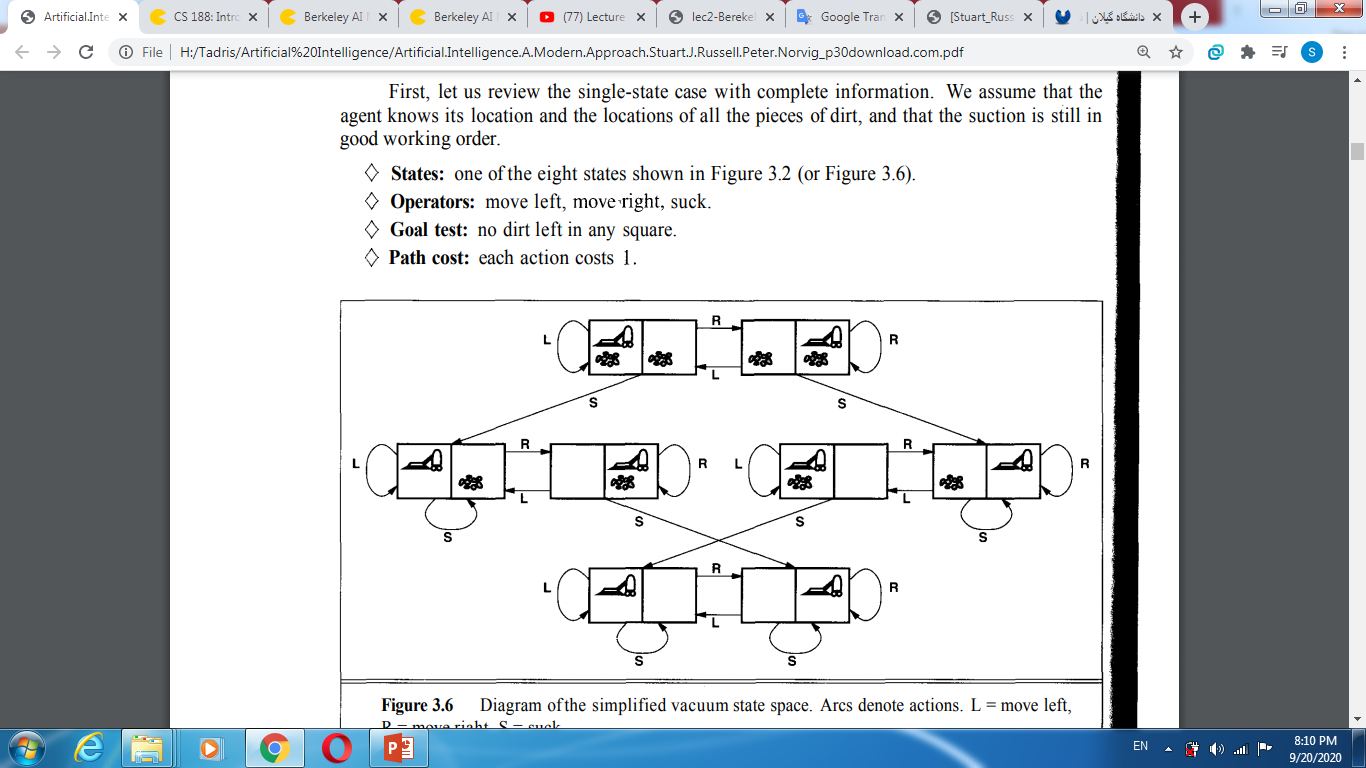 Artificial.Inte
CS 188: Intro
Berkeley AI
Berkeley AI
(77) Lecture
lec2-Bereke
Google Tran
[Stuart_Russ
دانشگاه گیلان |
File | H:/Tadris/Artificial%20Intelligence/Artificial.Intelligence.A.Modern.Approach.Stuart.J.Russell.Peter.Norvig_p30download.com.pdf
S
First, let us review the single-state case with complete information. We assume that the
agent knows its location and the locations of all the pieces of dirt, and that the suction is still in
good working order.
◊ States: one of the eight states shown in Figure 3.2 (or Figure 3.6).
◊ Operators: move left, move right, suck.
◊ Goal test: no dirt left in any square.
◊ Path cost: each action costs 1.
R
L R
L
S S
R R
L R L R
L L
S S
S S
R
L R
L
S S
Figure 3.6 Diagram of the simplified vacuum state space. Arcs denote actions. L = move left,
R = move right, S = suck
EN
8:10 PM
9/20/2020